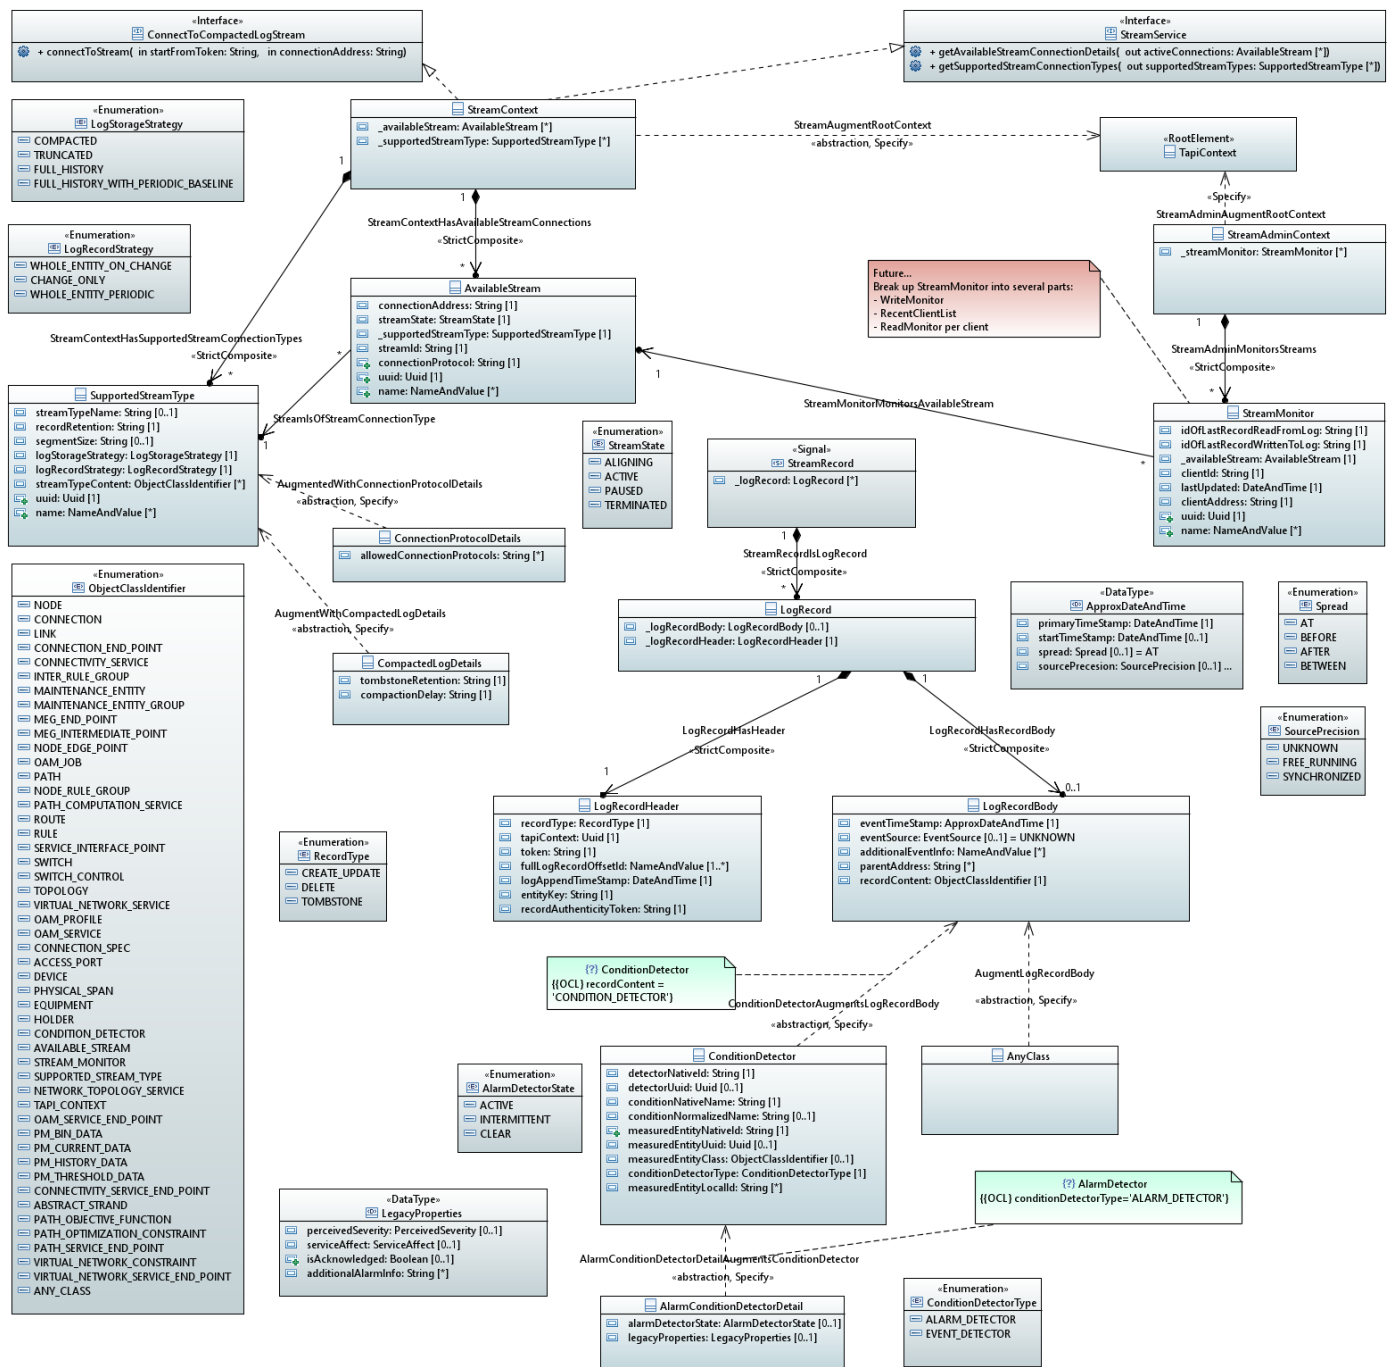 «Interface»
ConnectToCompactedLogStream
+ connectToStream(  in startFromToken: String,   in connectionAddress: String)
«Interface»
StreamService
+ getAvailableStreamConnectionDetails(  out activeConnections: AvailableStream [*])
+ getSupportedStreamConnectionTypes(  out supportedStreamTypes: SupportedStreamType [*])
«Enumeration»
LogStorageStrategy
COMPACTED
TRUNCATED
FULL_HISTORY
FULL_HISTORY_WITH_PERIODIC_BASELINE
StreamContext
_availableStream: AvailableStream [*]
_supportedStreamType: SupportedStreamType [*]
StreamAugmentRootContext
«abstraction, Specify»
«RootElement»
TapiContext
«Specify»
StreamAdminAugmentRootContext
1
1
StreamContextHasAvailableStreamConnections
«StrictComposite»
*
«Enumeration»
LogRecordStrategy
WHOLE_ENTITY_ON_CHANGE
CHANGE_ONLY
WHOLE_ENTITY_PERIODIC
StreamAdminContext
_streamMonitor: StreamMonitor [*]
Future...
Break up StreamMonitor into several parts:
- WriteMonitor
- RecentClientList
- ReadMonitor per client
AvailableStream
connectionAddress: String [1]
streamState: StreamState [1]
_supportedStreamType: SupportedStreamType [1]
streamId: String [1]
connectionProtocol: String [1]
uuid: Uuid [1]
name: NameAndValue [*]
1
StreamAdminMonitorsStreams
«StrictComposite»
*
StreamContextHasSupportedStreamConnectionTypes
«StrictComposite»
*
*
StreamIsOfStreamConnectionType
1
1
StreamMonitorMonitorsAvailableStream
*
SupportedStreamType
streamTypeName: String [0..1]
recordRetention: String [1]
segmentSize: String [0..1]
logStorageStrategy: LogStorageStrategy [1]
logRecordStrategy: LogRecordStrategy [1]
streamTypeContent: ObjectClassIdentifier [*]
uuid: Uuid [1]
name: NameAndValue [*]
StreamMonitor
idOfLastRecordReadFromLog: String [1]
idOfLastRecordWrittenToLog: String [1]
_availableStream: AvailableStream [1]
clientId: String [1]
lastUpdated: DateAndTime [1]
clientAddress: String [1]
uuid: Uuid [1]
name: NameAndValue [*]
«Enumeration»
StreamState
ALIGNING
ACTIVE
PAUSED
TERMINATED
«Signal»
StreamRecord
_logRecord: LogRecord [*]
AugmentedWithConnectionProtocolDetails
«abstraction, Specify»
ConnectionProtocolDetails
allowedConnectionProtocols: String [*]
1
StreamRecordIsLogRecord
«StrictComposite»
*
«Enumeration»
ObjectClassIdentifier
NODE
CONNECTION
LINK
CONNECTION_END_POINT
CONNECTIVITY_SERVICE
INTER_RULE_GROUP
MAINTENANCE_ENTITY
MAINTENANCE_ENTITY_GROUP
MEG_END_POINT
MEG_INTERMEDIATE_POINT
NODE_EDGE_POINT
OAM_JOB
PATH
NODE_RULE_GROUP
PATH_COMPUTATION_SERVICE
ROUTE
RULE
SERVICE_INTERFACE_POINT
SWITCH
SWITCH_CONTROL
TOPOLOGY
VIRTUAL_NETWORK_SERVICE
OAM_PROFILE
OAM_SERVICE
CONNECTION_SPEC
ACCESS_PORT
DEVICE
PHYSICAL_SPAN
EQUIPMENT
HOLDER
CONDITION_DETECTOR
AVAILABLE_STREAM
STREAM_MONITOR
SUPPORTED_STREAM_TYPE
NETWORK_TOPOLOGY_SERVICE
TAPI_CONTEXT
OAM_SERVICE_END_POINT
PM_BIN_DATA
PM_CURRENT_DATA
PM_HISTORY_DATA
PM_THRESHOLD_DATA
CONNECTIVITY_SERVICE_END_POINT
ABSTRACT_STRAND
PATH_OBJECTIVE_FUNCTION
PATH_OPTIMIZATION_CONSTRAINT
PATH_SERVICE_END_POINT
VIRTUAL_NETWORK_CONSTRAINT
VIRTUAL_NETWORK_SERVICE_END_POINT
ANY_CLASS
AugmentWithCompactedLogDetails
«abstraction, Specify»
CompactedLogDetails
tombstoneRetention: String [1]
compactionDelay: String [1]
LogRecord
_logRecordBody: LogRecordBody [0..1]
_logRecordHeader: LogRecordHeader [1]
«DataType»
ApproxDateAndTime
primaryTimeStamp: DateAndTime [1]
startTimeStamp: DateAndTime [0..1]
spread: Spread [0..1] = AT
sourcePrecesion: SourcePrecision [0..1] ...
«Enumeration»
Spread
AT
BEFORE
AFTER
BETWEEN
«Enumeration»
SourcePrecision
UNKNOWN
FREE_RUNNING
SYNCHRONIZED
1
LogRecordHasHeader
«StrictComposite»
1
1
LogRecordHasRecordBody
«StrictComposite»
0..1
LogRecordHeader
recordType: RecordType [1]
tapiContext: Uuid [1]
token: String [1]
fullLogRecordOffsetId: NameAndValue [1..*]
logAppendTimeStamp: DateAndTime [1]
entityKey: String [1]
recordAuthenticityToken: String [1]
LogRecordBody
eventTimeStamp: ApproxDateAndTime [1]
eventSource: EventSource [0..1] = UNKNOWN
additionalEventInfo: NameAndValue [*]
parentAddress: String [*]
recordContent: ObjectClassIdentifier [1]
«Enumeration»
RecordType
CREATE_UPDATE
DELETE
TOMBSTONE
{?} ConditionDetector
{{OCL} recordContent =
'CONDITION_DETECTOR'}
ConditionDetectorAugmentsLogRecordBody
«abstraction, Specify»
AugmentLogRecordBody
«abstraction, Specify»
ConditionDetector
detectorNativeId: String [1]
detectorUuid: Uuid [0..1]
conditionNativeName: String [1]
conditionNormalizedName: String [0..1]
measuredEntityNativeId: String [1]
measuredEntityUuid: Uuid [0..1]
measuredEntityClass: ObjectClassIdentifier [0..1]
conditionDetectorType: ConditionDetectorType [1]
measuredEntityLocalId: String [*]
AnyClass
«Enumeration»
AlarmDetectorState
ACTIVE
INTERMITTENT
CLEAR
{?} AlarmDetector
{{OCL} conditionDetectorType='ALARM_DETECTOR'}
«DataType»
LegacyProperties
perceivedSeverity: PerceivedSeverity [0..1]
serviceAffect: ServiceAffect [0..1]
isAcknowledged: Boolean [0..1]
additionalAlarmInfo: String [*]
AlarmConditionDetectorDetailAugmentsConditionDetector
«abstraction, Specify»
AlarmConditionDetectorDetail
alarmDetectorState: AlarmDetectorState [0..1]
legacyProperties: LegacyProperties [0..1]
«Enumeration»
ConditionDetectorType
ALARM_DETECTOR
EVENT_DETECTOR